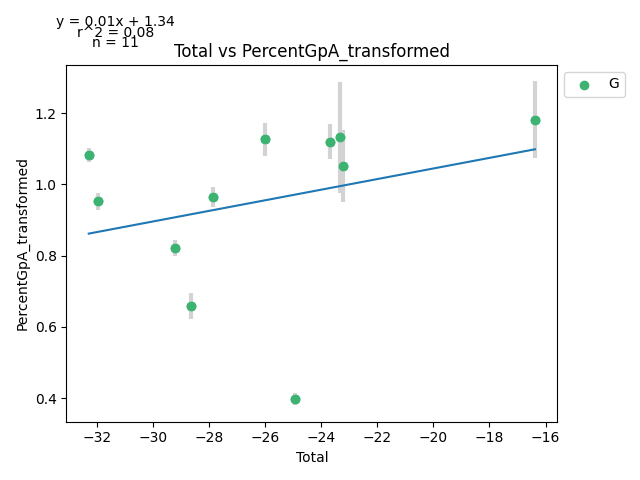 y = 0.01x + 1.34
r^2 = 0.08
n = 11
Total vs PercentGpA_transformed
G
PercentGpA_transformed
1.2
1.0
0.8
0.6
0.4
−32 −30 −28 −26 −24 −22 −20 −18 −16
Total